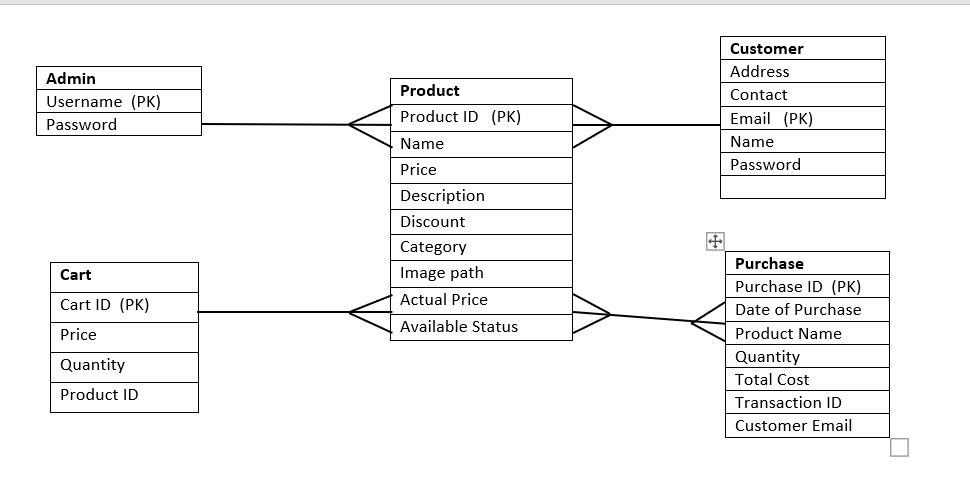 Admin
Username (PK)
Password
Product
Product ID (PK)
Name
Price
Description
Discount
Category
Image path
Actual Price
Available Status
Customer
Address
Contact
Email (PK)
Name
Password
Cart
Cart ID (PK)
Price
Quantity
Product ID
Purchase
Purchase ID (PK)
Date of Purchase
Product Name
Quantity
Total Cost
Transaction ID
Customer Email